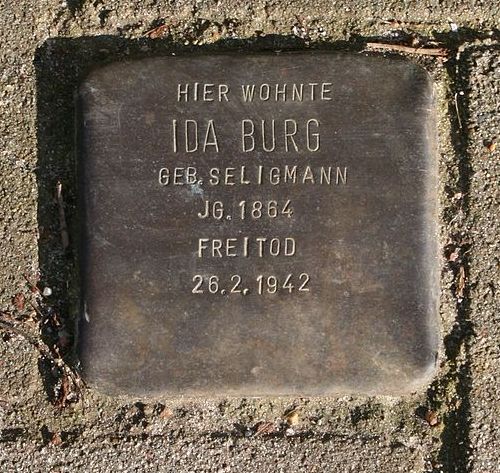 HIER WOHNTE
IDA BURG
GEB. SELIGMANN
JG. 1864
FREITOD
26.2.1942